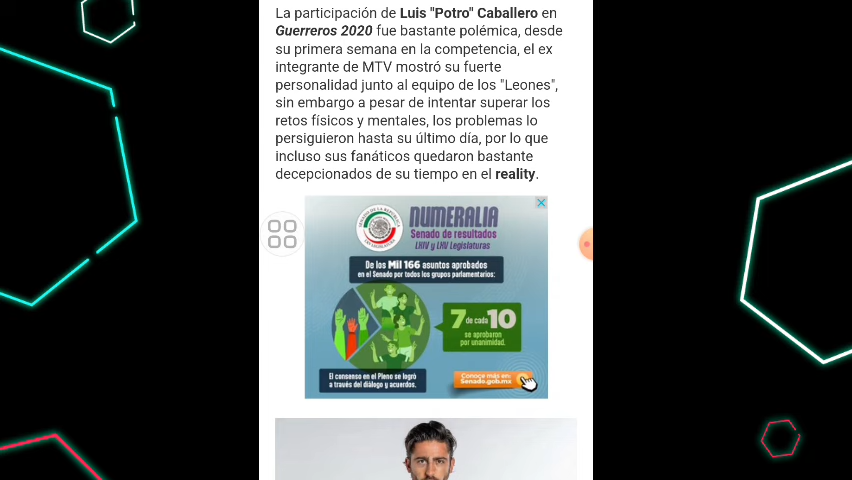 La participación de Luis "Potro" Caballero en
Guerreros 2020 fue bastante polémica, desde
su primera semana en la competencia, el ex
integrante de MTV mostró su fuerte
personalidad junto al equipo de los "Leones",
sin embargo a pesar de intentar superar los
retos físicos y mentales, los problemas lo
persiguieron hasta su último día, por lo que
incluso sus fanáticos quedaron bastante
decepcionados de su tiempo en el reality.
NUMERALIA
Senado de resultados
LXIV y LXV Legislaturas
De los Mil 166 asuntos aprobados
en el Senado por todos los grupos parlamentarios:
7 de cada 10
se aprobaron
por unanimidad.
El consenso en el Pleno se logró
a través del diálogo y acuerdos.
Conoce más en:
Senado.gob.mx